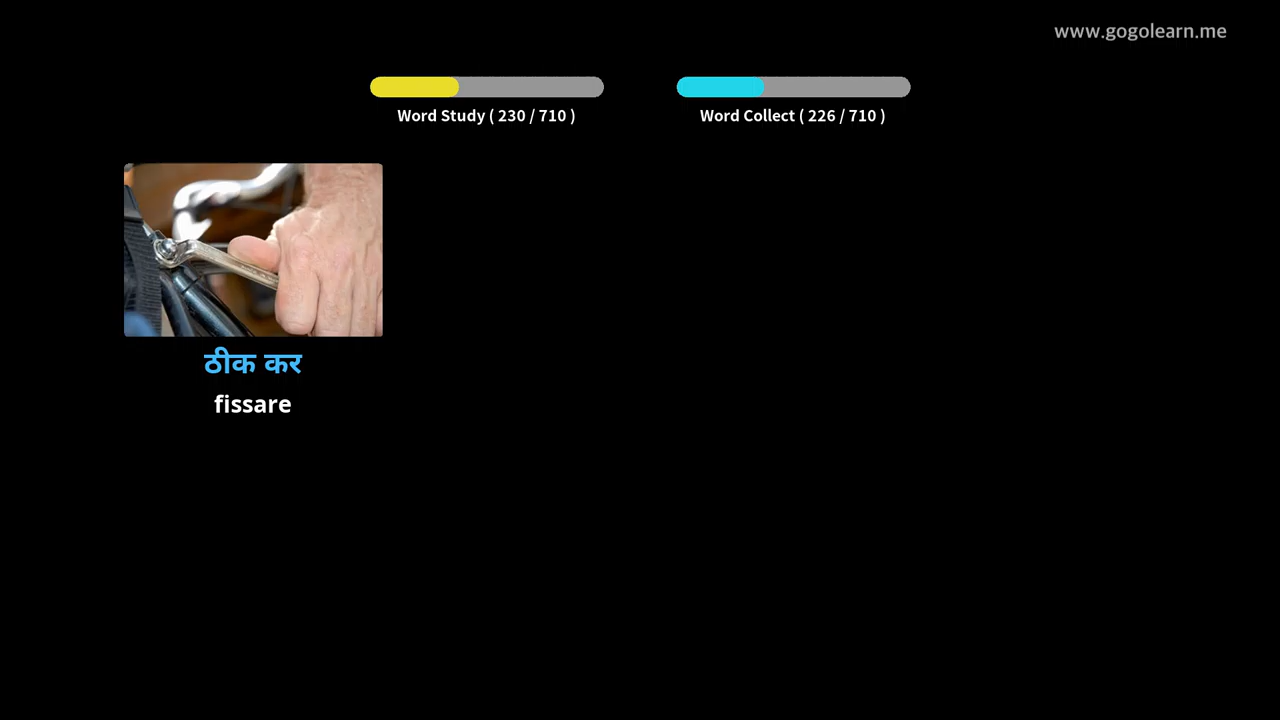 www.gogolearn.me
Word Study ( 230 / 710 )
Word Collect ( 226 / 710 )
ठीक कर
fissare